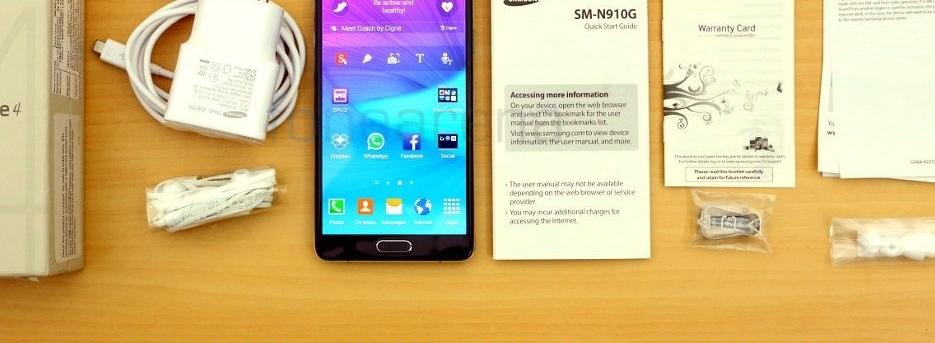 e 4
Be active and
healthy!
Meet Coach by Cigna
Dropbox
WhatsApp
Facebook
Social
Phone
Contacts
Messages
Internet
Apps
SAMSUNG
SM-N910G
Quick Start Guide
Accessing more information
On your device, open the web browser
and select the bookmark for the user
manual from the bookmarks list.
Visit www.samsung.com to view device
information, the user manual, and more.
• The user manual may not be available
depending on the web browser or service
provider.
• You may incur additional charges for
accessing the Internet.
Warranty Card
Please read this booklet carefully
and retain for future reference